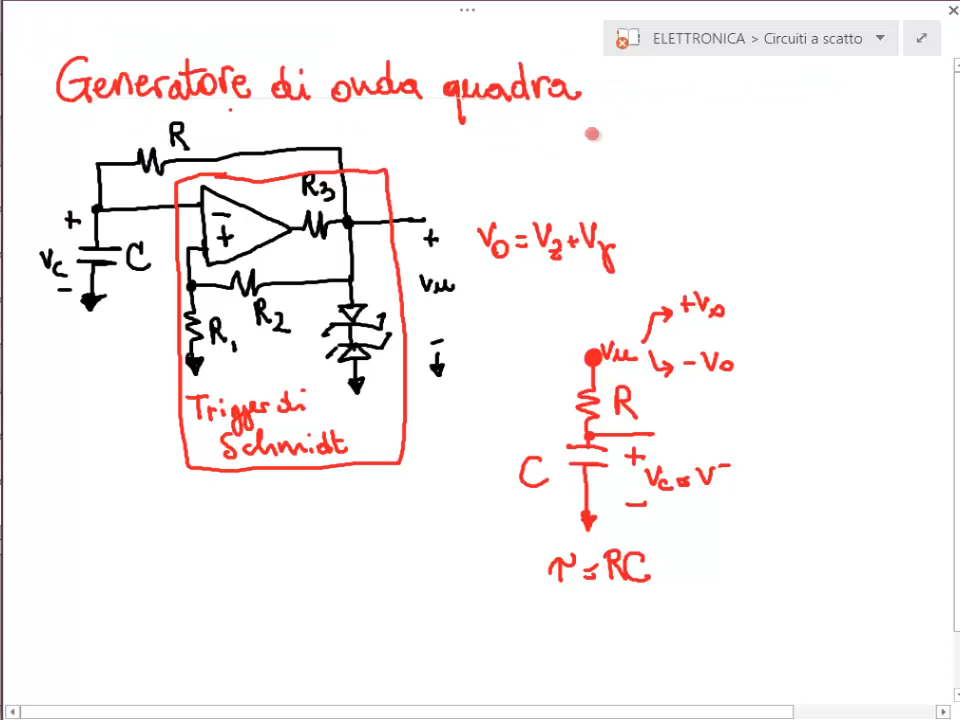 ELETTRONICA > Circuiti a scatto
Generatore di onda quadra
R
R3
+
Vc
-
C
-
+
R2
R1
+
Vu
-
Trigger di
Schmidt
V0 = Vz + Vγ
Vu
+V0
-V0
R
C
+
Vc = V-
-
τ = RC